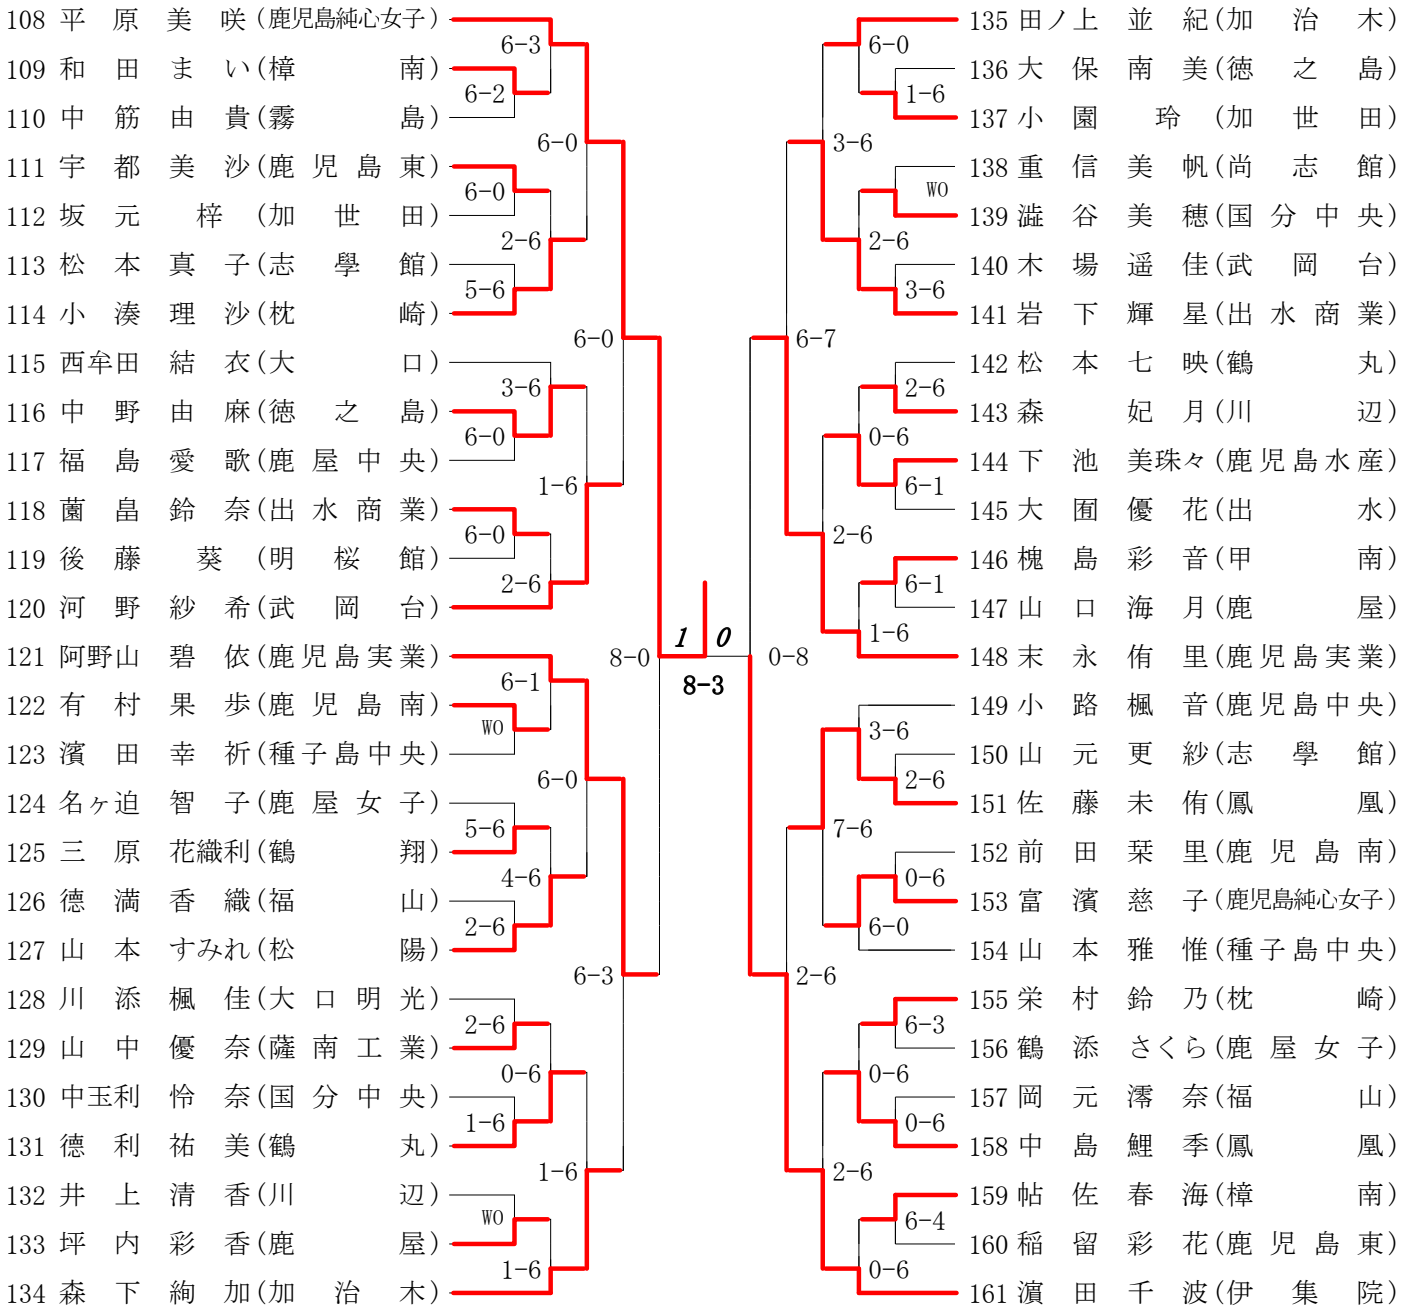 108 平原美咲(鹿児島純心女子)
6-3
109 和田まい(樟南)
6-2
110 中筋由貴(霧島)
6-0
111 宇都美沙(鹿児島東)
6-0
112 坂元梓(加世田)
2-6
113 松本真子(志學館)
5-6
114 小湊理沙(枕崎)
6-0
115 西牟田結衣(大口)
3-6
116 中野由麻(徳之島)
6-0
117 福島愛歌(鹿屋中央)
1-6
118 薗畠鈴奈(出水商業)
6-0
119 後藤葵(明桜館)
2-6
120 河野紗希(武岡台)
8-0
121 阿野山碧依(鹿児島実業)
6-1
122 有村果歩(鹿児島南)
WO
123 濱田幸祈(種子島中央)
6-0
124 名ヶ迫智子(鹿屋女子)
5-6
125 三原花織利(鶴翔)
4-6
126 德満香織(福山)
2-6
127 山本すみれ(松陽)
6-3
128 川添楓佳(大口明光)
2-6
129 山中優奈(薩南工業)
0-6
130 中玉利怜奈(国分中央)
1-6
131 德利祐美(鶴丸)
1-6
132 井上清香(川辺)
WO
133 坪内彩香(鹿屋)
1-6
134 森下絢加(加治木)
1 0
8-3
135 田ノ上並紀(加治木)
6-0
136 大保南美(徳之島)
1-6
137 小園玲(加世田)
3-6
138 重信美帆(尚志館)
WO
139 澁谷美穂(国分中央)
2-6
140 木場遥佳(武岡台)
3-6
141 岩下輝星(出水商業)
6-7
142 松本七映(鶴丸)
2-6
143 森妃月(川辺)
0-6
144 下池美珠々(鹿児島水産)
6-1
145 大囿優花(出水)
2-6
146 槐島彩音(甲南)
6-1
147 山口海月(鹿屋)
1-6
148 末永侑里(鹿児島実業)
0-8
149 小路楓音(鹿児島中央)
3-6
150 山元更紗(志學館)
2-6
151 佐藤未侑(鳳凰)
7-6
152 前田栞里(鹿児島南)
0-6
153 富濱慈子(鹿児島純心女子)
6-0
154 山本雅惟(種子島中央)
2-6
155 栄村鈴乃(枕崎)
6-3
156 鶴添さくら(鹿屋女子)
0-6
157 岡元澪奈(福山)
0-6
158 中島鯉季(鳳凰)
2-6
159 帖佐春海(樟南)
6-4
160 稲留彩花(鹿児島東)
0-6
161 濵田千波(伊集院)